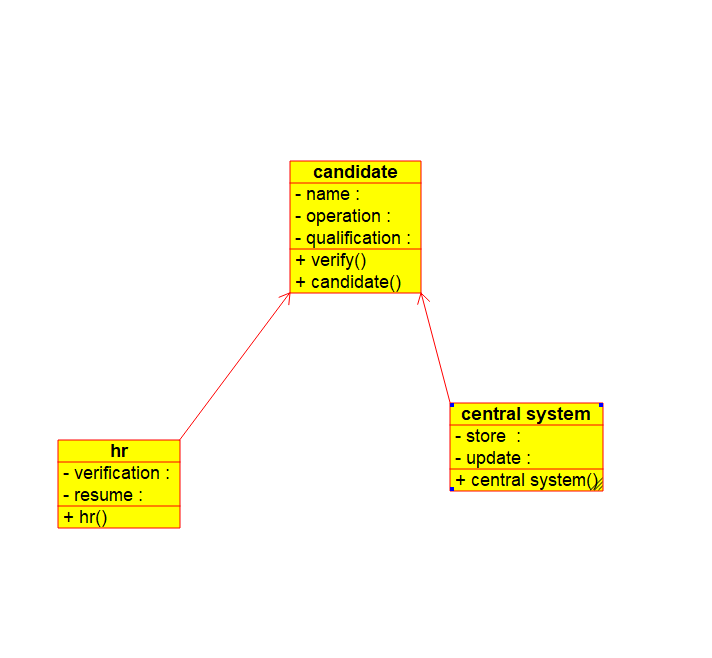 candidate
- name :
- operation :
- qualification :
+ verify()
+ candidate()
hr
- verification :
- resume :
+ hr()
central system
- store  :
- update :
+ central system()